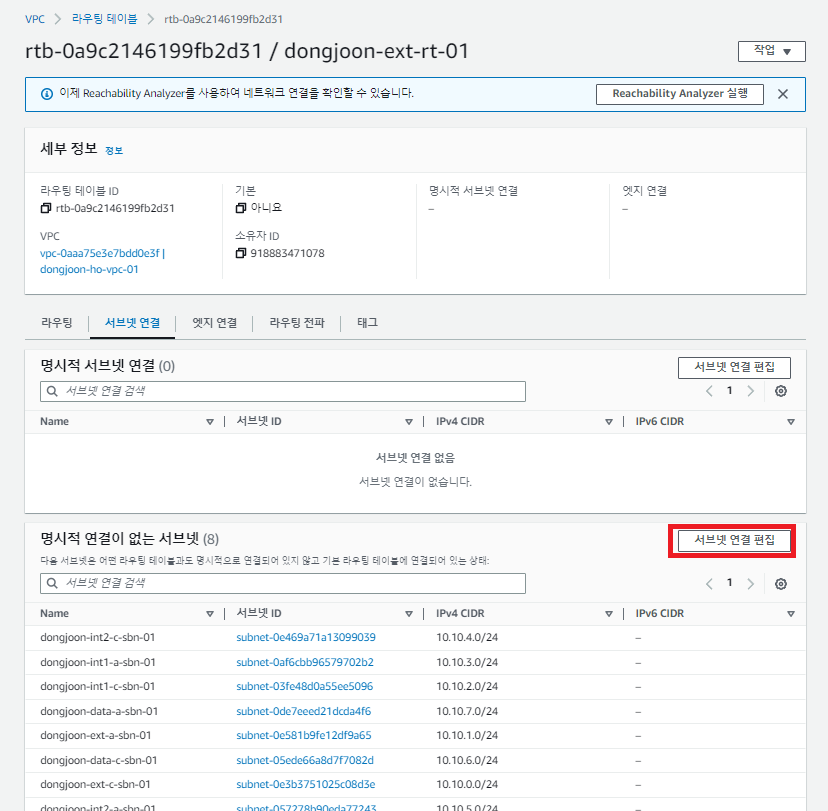 VPC > 라우팅 테이블 > rtb-0a9c2146199fb2d31
rtb-0a9c2146199fb2d31 / dongjoon-ext-rt-01
작업 ▼
이제 Reachability Analyzer를 사용하여 네트워크 연결을 확인할 수 있습니다.
Reachability Analyzer 실행
세부 정보 정보
라우팅 테이블 ID
rtb-0a9c2146199fb2d31
기본
아니요
명시적 서브넷 연결
–
엣지 연결
–
VPC
vpc-0aaa75e3e7bdd0e3f |
dongjoon-ho-vpc-01
소유자 ID
918883471078
라우팅 서브넷 연결 엣지 연결 라우팅 전파 태그
명시적 서브넷 연결 (0)
서브넷 연결 편집
서브넷 연결 검색
1
Name 서브넷 ID IPv4 CIDR IPv6 CIDR
서브넷 연결 없음
서브넷 연결이 없습니다.
명시적 연결이 없는 서브넷 (8)
서브넷 연결 편집
다음 서브넷은 어떤 라우팅 테이블과도 명시적으로 연결되어 있지 않고 기본 라우팅 테이블에 연결되어 있는 상태:
서브넷 연결 검색
1
Name 서브넷 ID IPv4 CIDR IPv6 CIDR
dongjoon-int2-c-sbn-01 subnet-0e469a71a13099039 10.10.4.0/24 –
dongjoon-int1-a-sbn-01 subnet-0af6cbb96579702b2 10.10.3.0/24 –
dongjoon-int1-c-sbn-01 subnet-03fe48d0a55ee5096 10.10.2.0/24 –
dongjoon-data-a-sbn-01 subnet-0de7eeed21dcda4f6 10.10.7.0/24 –
dongjoon-ext-a-sbn-01 subnet-0e581b9fe12df9a65 10.10.1.0/24 –
dongjoon-data-c-sbn-01 subnet-05ede66a8d7f7082d 10.10.6.0/24 –
dongjoon-ext-c-sbn-01 subnet-0e3b3751025c08d3e 10.10.0.0/24 –
dongjoon-int2-a-sbn-01 subnet-057278b90eda77243 10.10.5.0/24 –